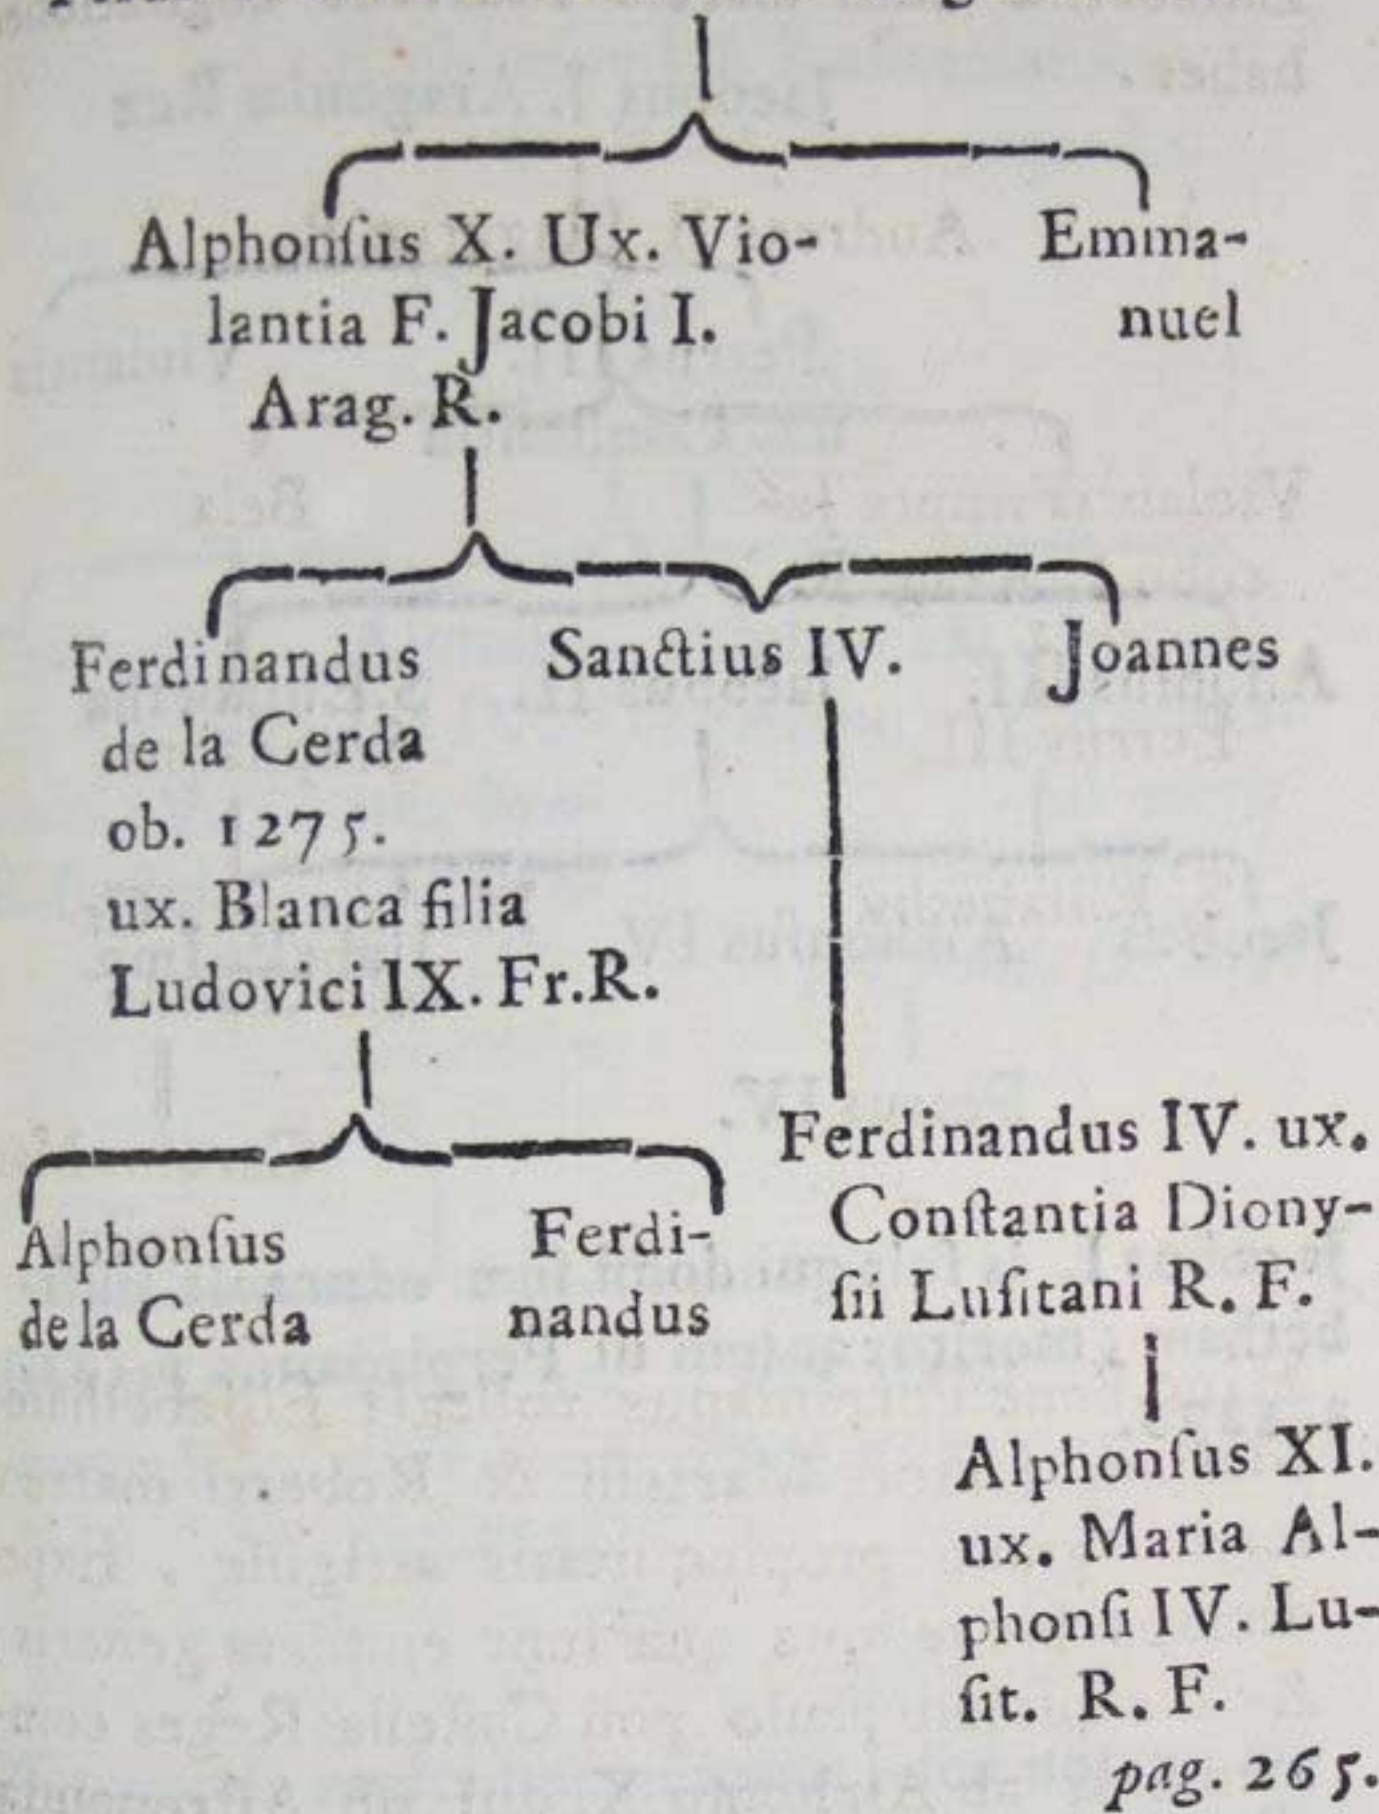 Alphonſus X. Ux. Vio-
lantia F. Jacobi I.
Arag. R.
Emma-
nuel
Ferdinandus
de la Cerda
ob. 1275.
ux. Blanca filia
Ludovici IX. Fr.R.
Sanctius IV.
Joannes
Alphonſus
de la Cerda
Ferdi-
nandus
Ferdinandus IV. ux.
Conſtantia Diony-
ſii Luſitani R. F.
Alphonſus XI.
ux. Maria Al-
phonſi IV. Lu-
ſit. R. F.
pag. 265.